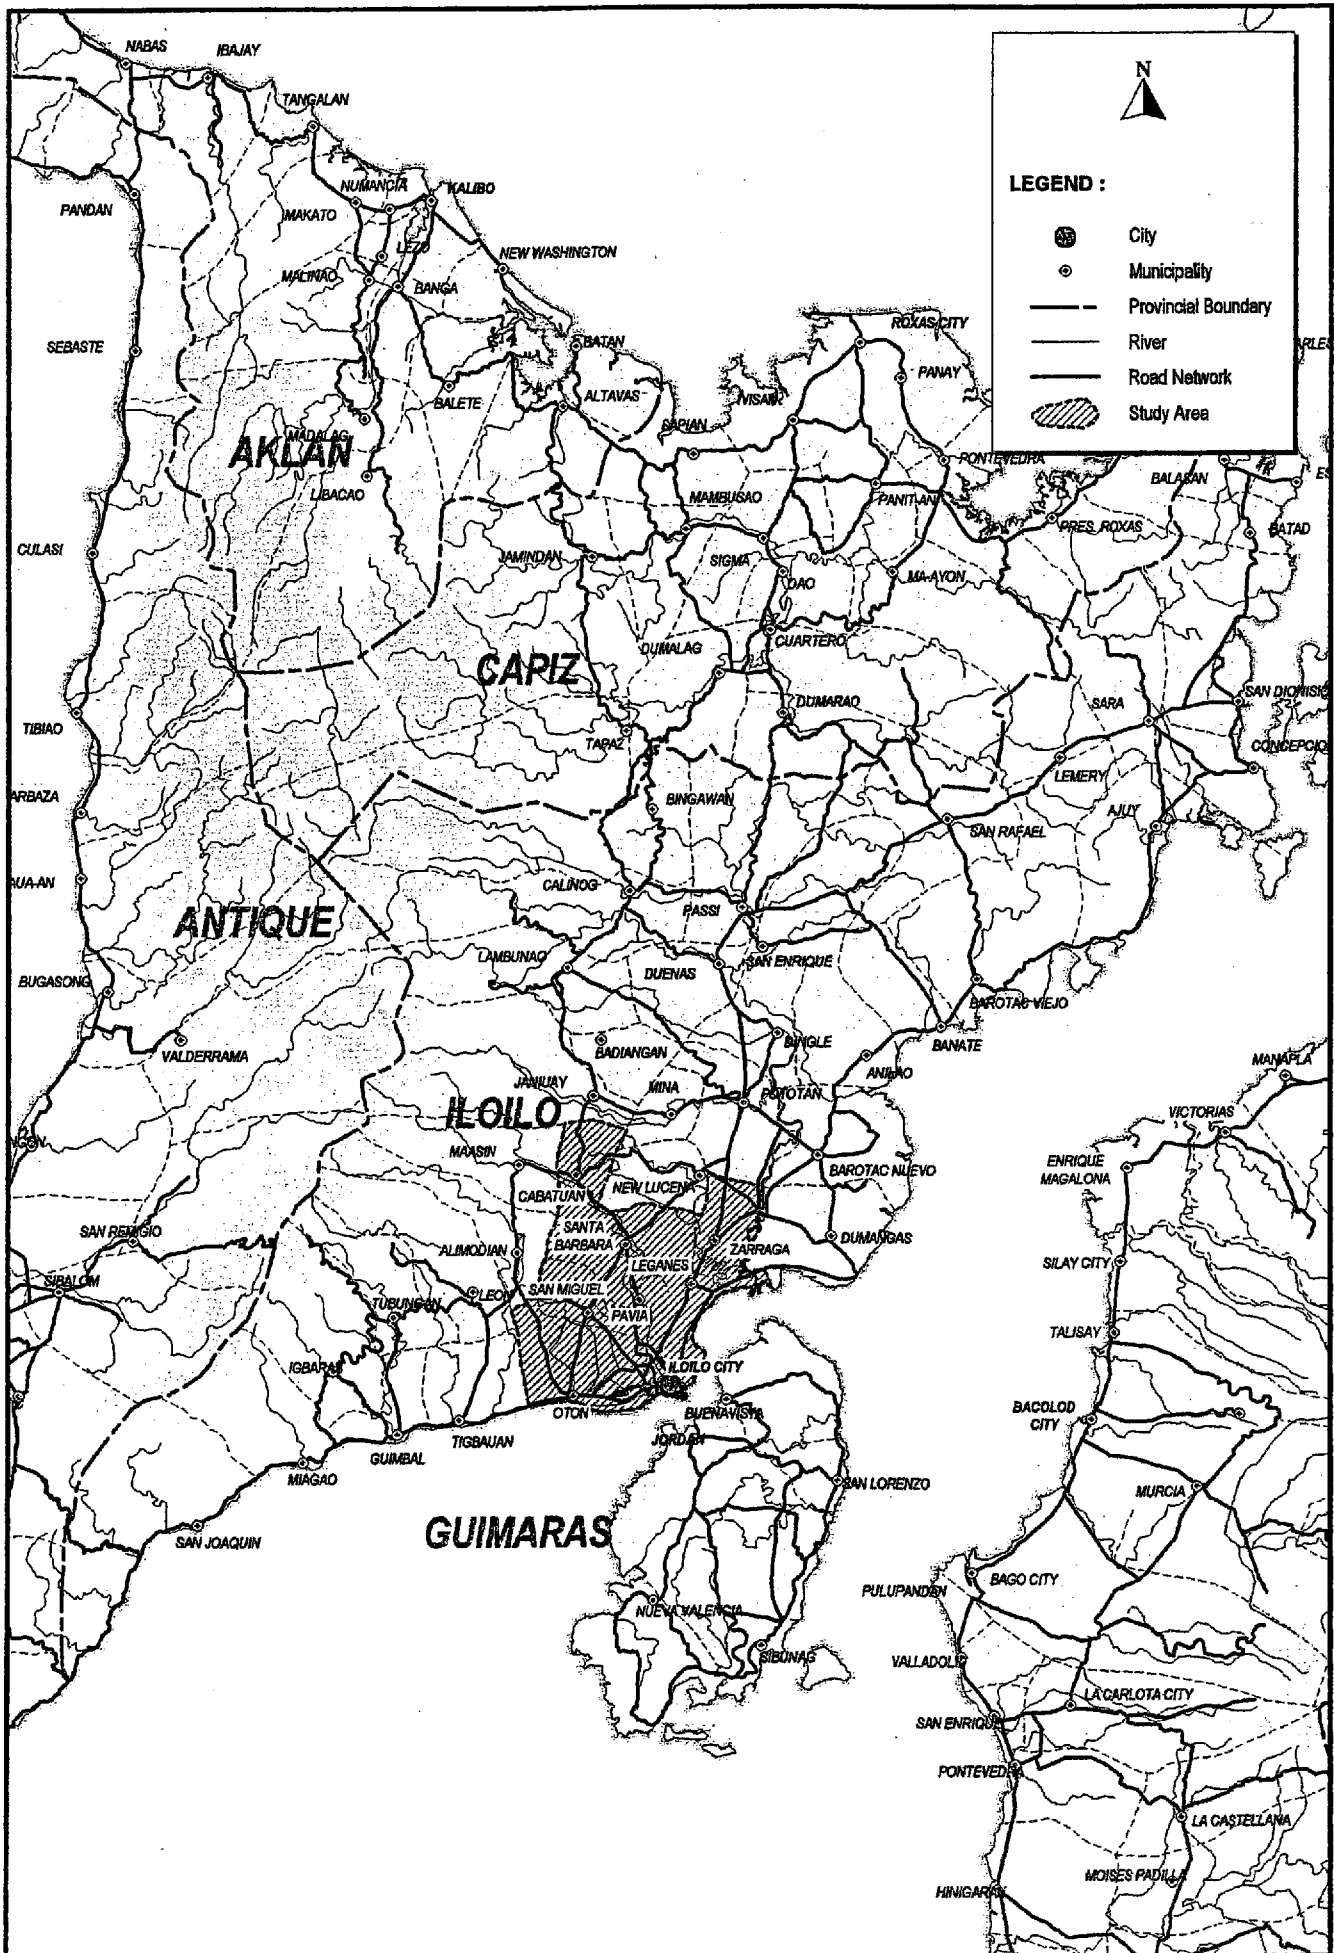 NABAS
IBAJAY
TANGALAN
N
LEGEND :
City
Municipality
Provincial Boundary
River
Road Network
Study Area
PANDAN
NUMANCIA
KALIBO
MAKATO
LEZO
NEW WASHINGTON
MALINAO
BANGA
SEBASTE
BATAN
ROXAS CITY
PANAY
BALETE
ALTAVAS
IVISAN
SAPIAN
MADALAG
AKLAN
LIBACAO
PONTEVEDRA
MAMBUSAO
PANITIAN
BALASAN
CULASI
JAMINDAN
SIGMA
DAO
MA-AYON
PRES. ROXAS
BATAD
DUMALAG
CUARTERO
CAPIZ
TIBIAO
TAPAZ
DUMARAO
SARA
SAN DIONISIO
CONCEPCIO
LEMERY
ARBAZA
BINGAWAN
SAN RAFAEL
AJUY
AUA-AN
CALINOG
PASSI
ANTIQUE
LAMBUNAO
DUENAS
SAN ENRIQUE
BUGASONG
BAROTAC VIEJO
VALDERRAMA
BADIANGAN
DINGLE
BANATE
ANILAO
MANAPLA
JANIUAY
MINA
POTOTAN
ILOILO
VICTORIAS
MAASIN
BAROTAC NUEVO
ENRIQUE
MAGALONA
CABATUAN
NEW LUCENA
SAN REMIGIO
SANTA
BARBARA
ALIMODIAN
ZARRAGA
DUMANGAS
LEGANES
SILAY CITY
SIBALOM
TUBUNGAN
LEON
SAN MIGUEL
PAVIA
TALISAY
IGBARAS
ILOILO CITY
OTON
BUENAVISTA
BACOLOD
CITY
JORDAN
GUIMBAL
TIGBAUAN
MIAGAO
SAN LORENZO
MURCIA
SAN JOAQUIN
GUIMARAS
PULUPANDAN
BAGO CITY
NUEVA VALENCIA
SIBUNAG
VALLADOLID
LA CARLOTA CITY
SAN ENRIQUE
PONTEVEDRA
LA CASTELLANA
MOISES PADILLA
HINIGARAN